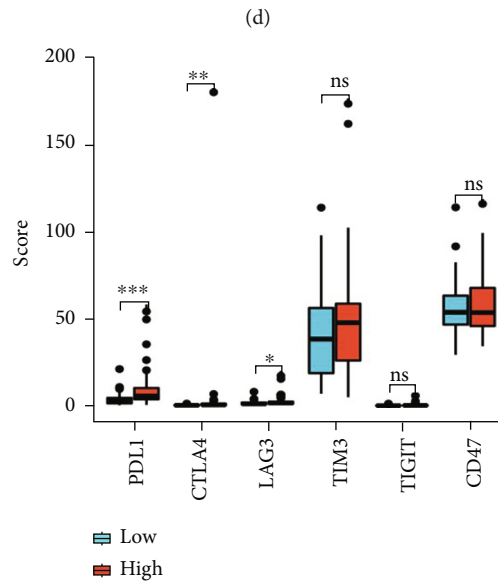 (d)
200
150
100
50
0
Score
***
**
*
ns
ns
ns
PDL1
CTLA4
LAG3
TIM3
TIGIT
CD47
Low
High